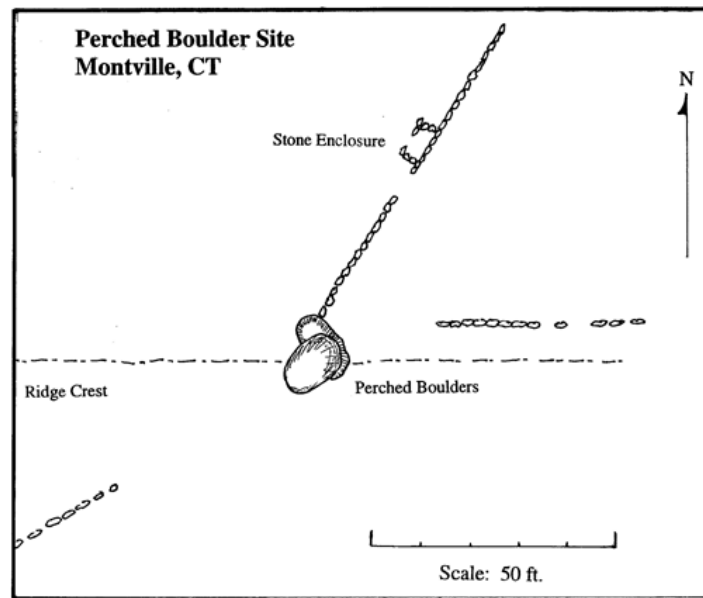 Perched Boulder Site
Montville, CT
N
Stone Enclosure
Ridge Crest
Perched Boulders
Scale: 50 ft.